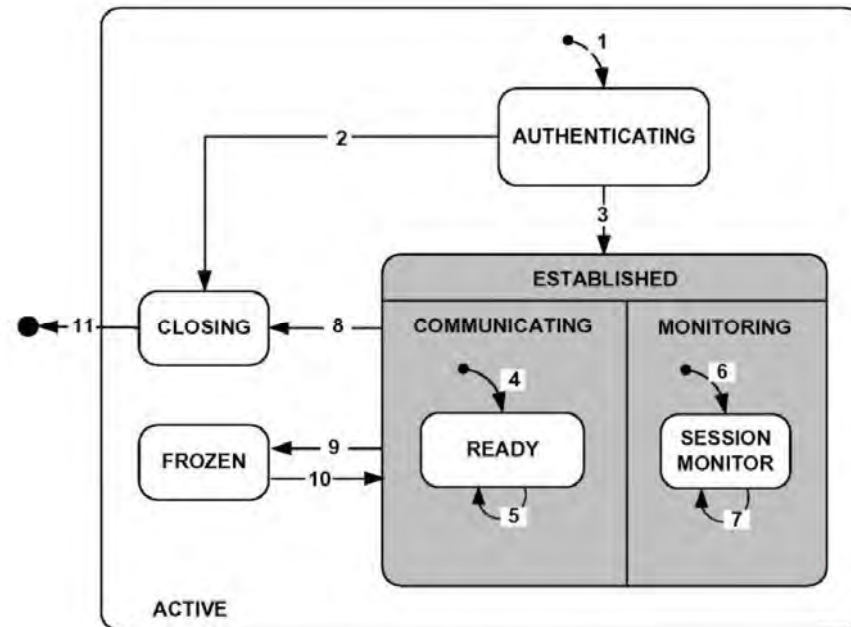 1
AUTHENTICATING
2
3
ESTABLISHED
COMMUNICATING
MONITORING
11
CLOSING
8
4
6
READY
SESSION
MONITOR
9
FROZEN
10
5
7
ACTIVE